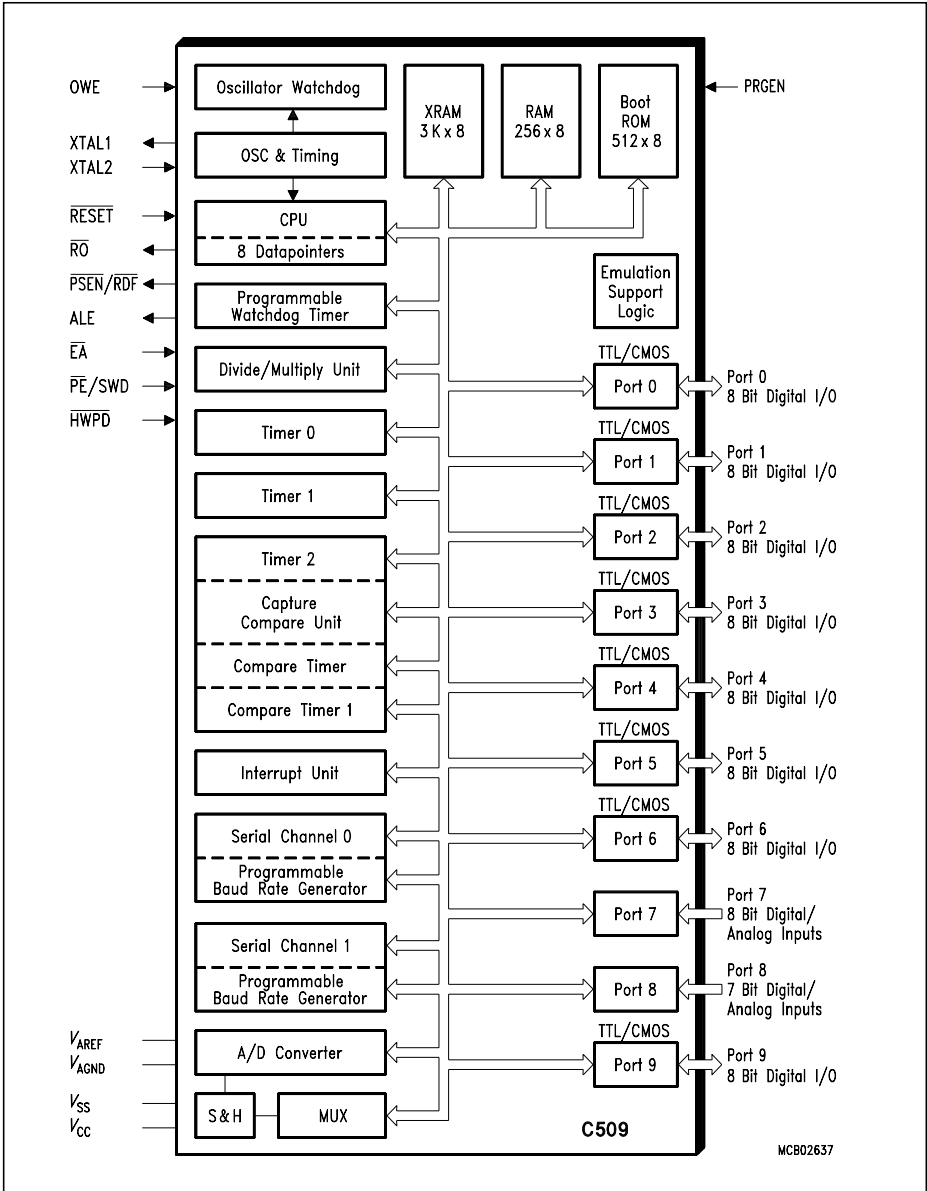 OWE
XTAL1
XTAL2
RESET
RO
PSEN/RDF
ALE
EA
PE/SWD
HWPD
VAREF
VAGND
VSS
VCC
Oscillator Watchdog
OSC & Timing
CPU
8 Datapointers
Programmable
Watchdog Timer
Divide/Multiply Unit
Timer 0
Timer 1
Timer 2
Capture
Compare Unit
Compare Timer
Compare Timer 1
Interrupt Unit
Serial Channel 0
Programmable
Baud Rate Generator
Serial Channel 1
Programmable
Baud Rate Generator
A/D Converter
S&H
MUX
XRAM
3K x 8
RAM
256 x 8
Boot
ROM
512 x 8
PRGEN
Emulation
Support
Logic
TTL/CMOS
Port 0
Port 0
8 Bit Digital I/O
TTL/CMOS
Port 1
Port 1
8 Bit Digital I/O
TTL/CMOS
Port 2
Port 2
8 Bit Digital I/O
TTL/CMOS
Port 3
Port 3
8 Bit Digital I/O
TTL/CMOS
Port 4
Port 4
8 Bit Digital I/O
TTL/CMOS
Port 5
Port 5
8 Bit Digital I/O
TTL/CMOS
Port 6
Port 6
8 Bit Digital I/O
Port 7
Port 7
8 Bit Digital/
Analog Inputs
Port 8
Port 8
7 Bit Digital/
Analog Inputs
TTL/CMOS
Port 9
Port 9
8 Bit Digital I/O
C509
MCB02637